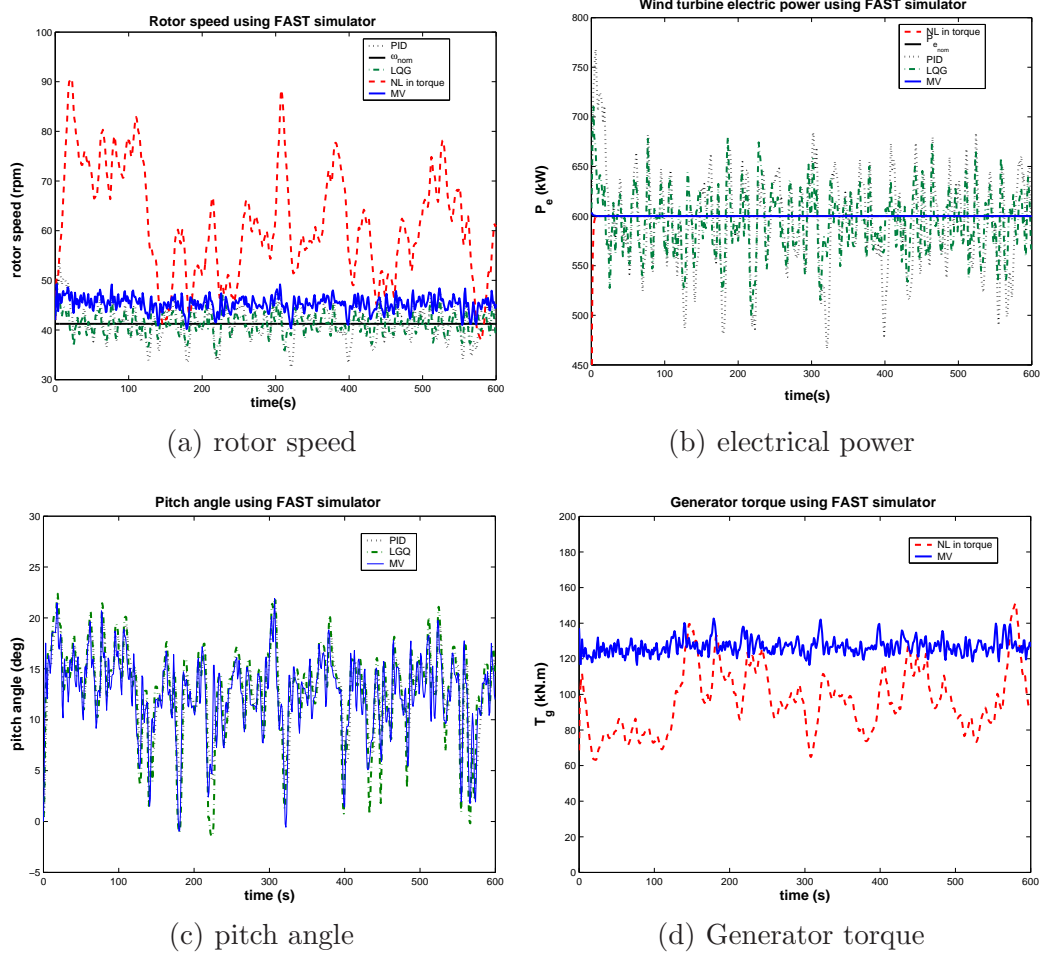 Rotor speed using FAST simulator
100
90
80
70
60
50
40
30
rotor speed (rpm)
0 100 200 300 400 500 600
time(s)
PID
ω nom
LQG
NL in torque
MV
(a) rotor speed
Wind turbine electric power using FAST simulator
800
750
700
650
600
550
500
450
P_e (kW)
0 100 200 300 400 500 600
time(s)
NL in torque
P e nom
PID
LQG
MV
(b) electrical power
Pitch angle using FAST simulator
30
25
20
15
10
5
0
−5
pitch angle (deg)
0 100 200 300 400 500 600
time (s)
PID
LGQ
MV
(c) pitch angle
Generator torque using FAST simulator
200
180
160
140
120
100
80
60
40
20
0
T_g (kN.m)
0 100 200 300 400 500 600
time (s)
NL in torque
MV
(d) Generator torque